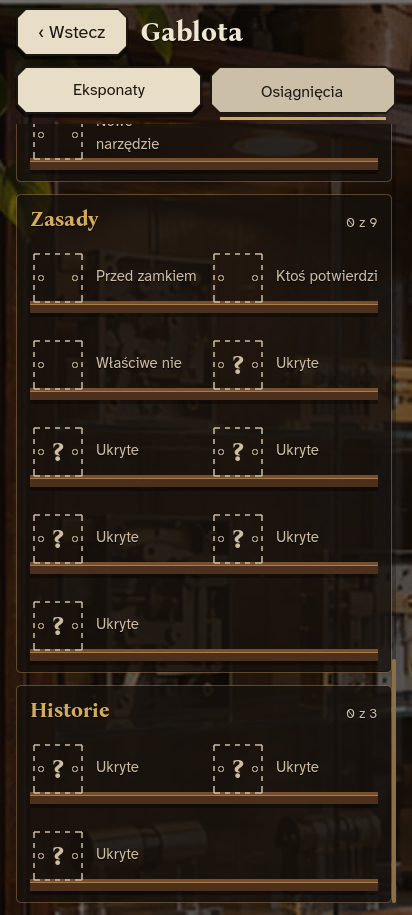 ‹ Wstecz
Gablota
Eksponaty
Osiągnięcia
narzędzie
Zasady
0 z 9
Przed zamkiem
Ktoś potwierdzi
Właściwe nie
? Ukryte
? Ukryte
? Ukryte
? Ukryte
? Ukryte
? Ukryte
Historie
0 z 3
? Ukryte
? Ukryte
? Ukryte